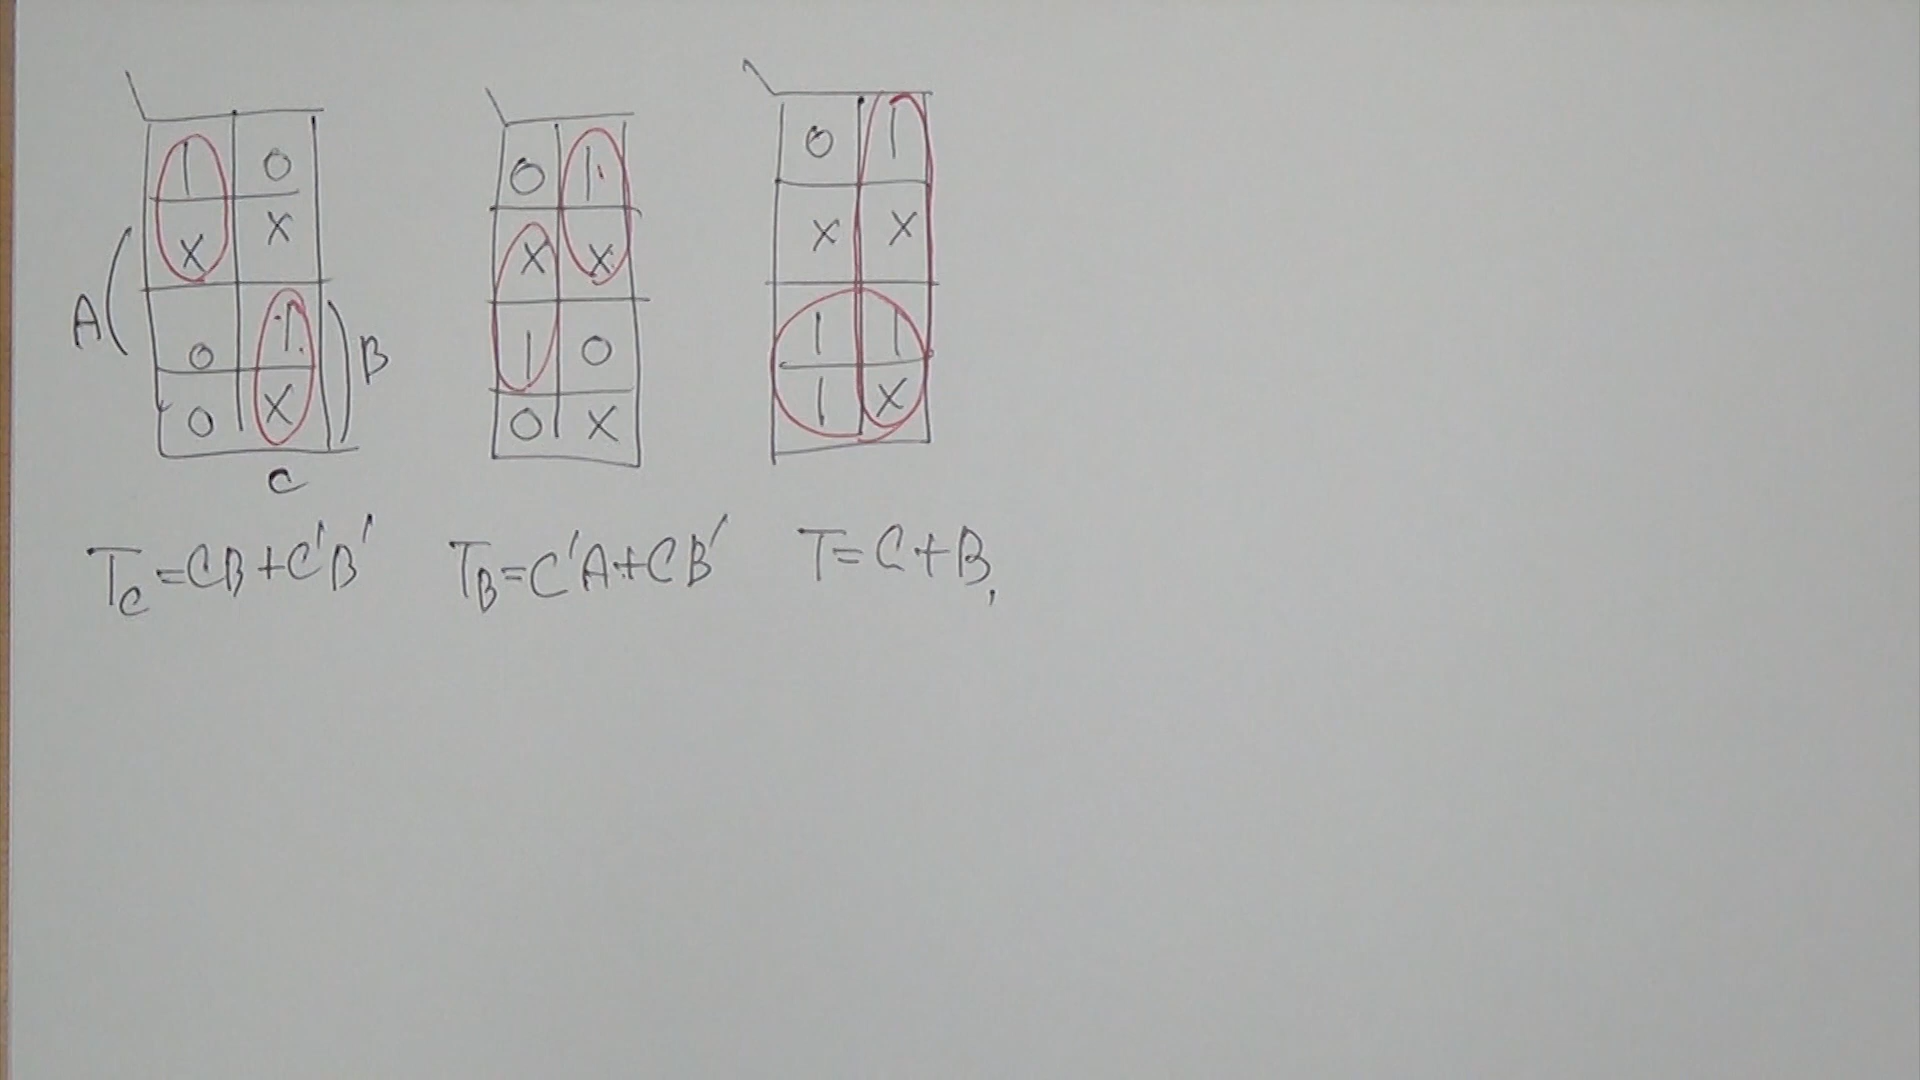 1 0 0 1 0 1
X X X X X X
A 0 1 B 1 0 1 1
0 X 0 X 1 X
C
T_C=CB+C'B' T_B=C'A+CB' T=C+B,